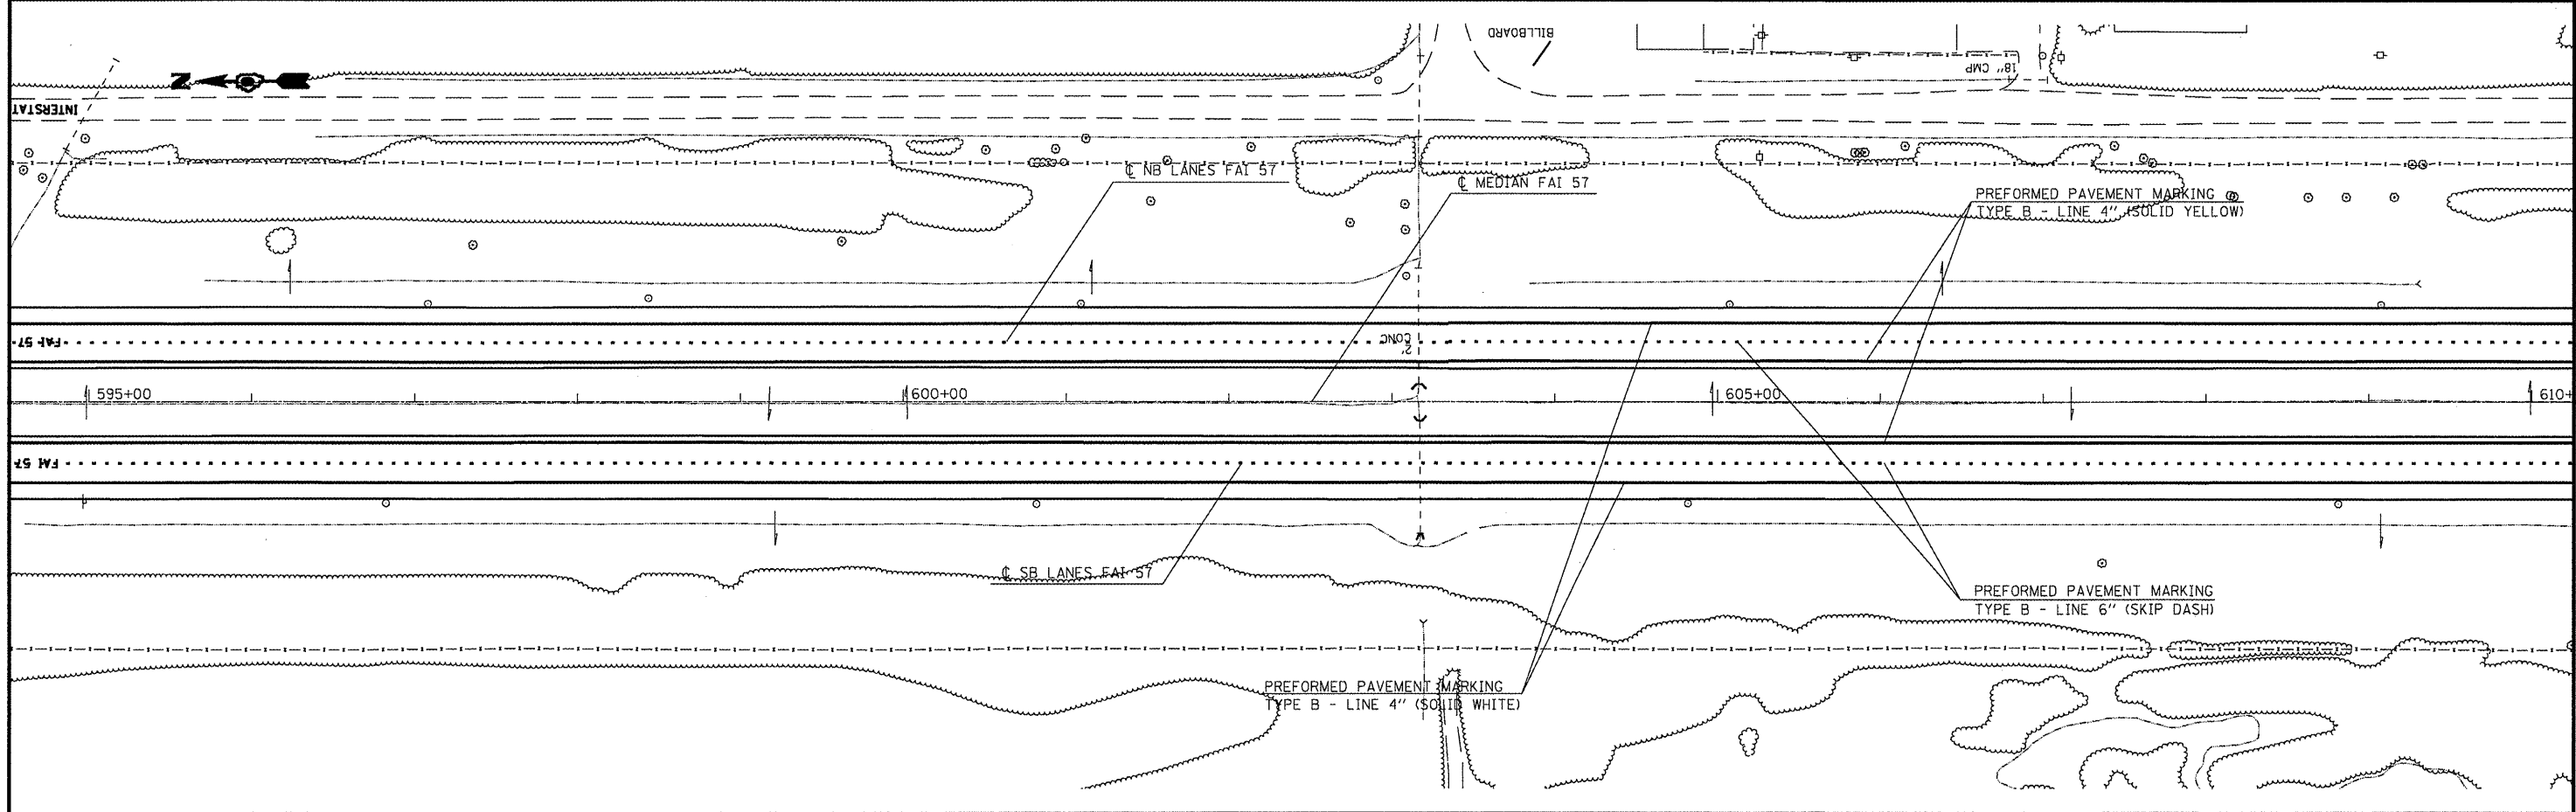 BILLBOARD
18" CMP
N
INTERSTAT
℄ NB LANES FAI 57
℄ MEDIAN FAI 57
PREFORMED PAVEMENT MARKING
TYPE B - LINE 4" (SOLID YELLOW)
FAI 57
2'
CONC
595+00
600+00
605+00
610+
FAI 57
℄ SB LANES FAI 57
PREFORMED PAVEMENT MARKING
TYPE B - LINE 6" (SKIP DASH)
PREFORMED PAVEMENT MARKING
TYPE B - LINE 4" (SOLID WHITE)